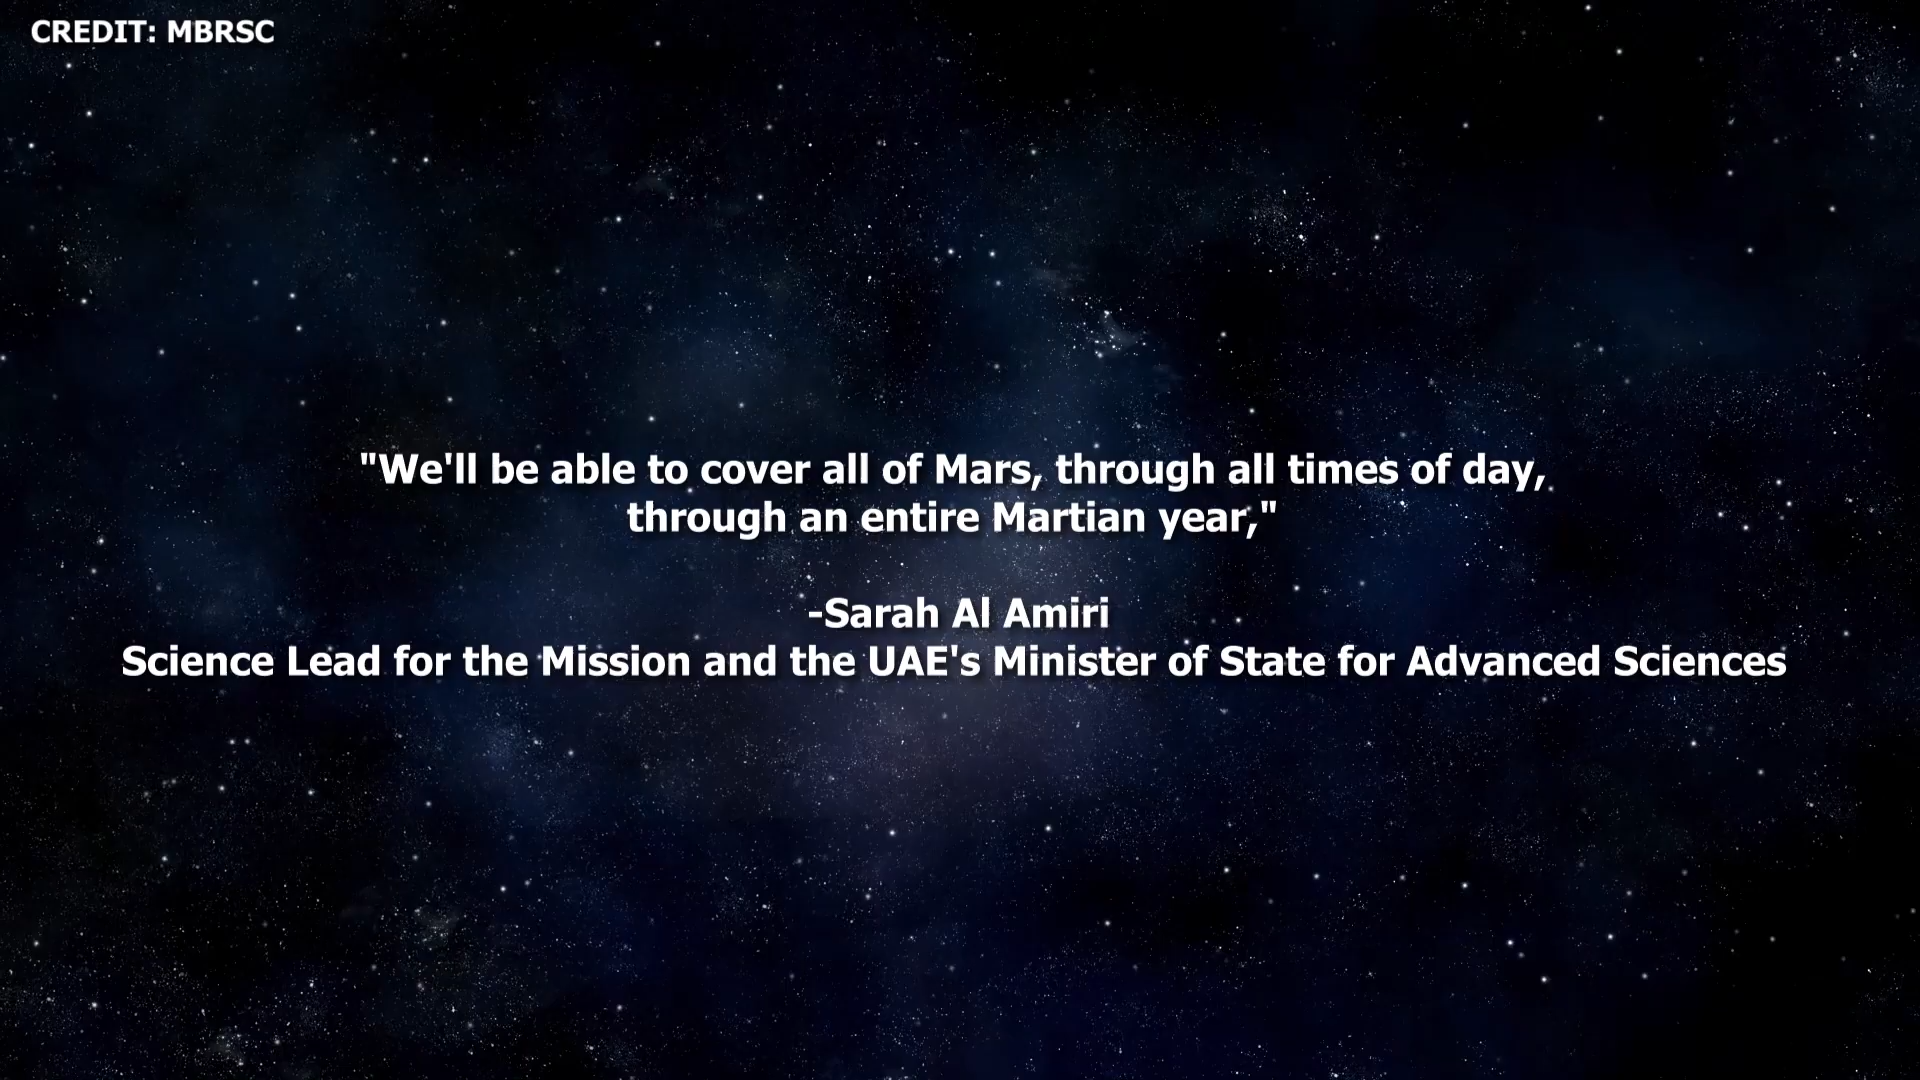 CREDIT: MBRSC
"We'll be able to cover all of Mars, through all times of day,
through an entire Martian year,"
-Sarah Al Amiri
Science Lead for the Mission and the UAE's Minister of State for Advanced Sciences